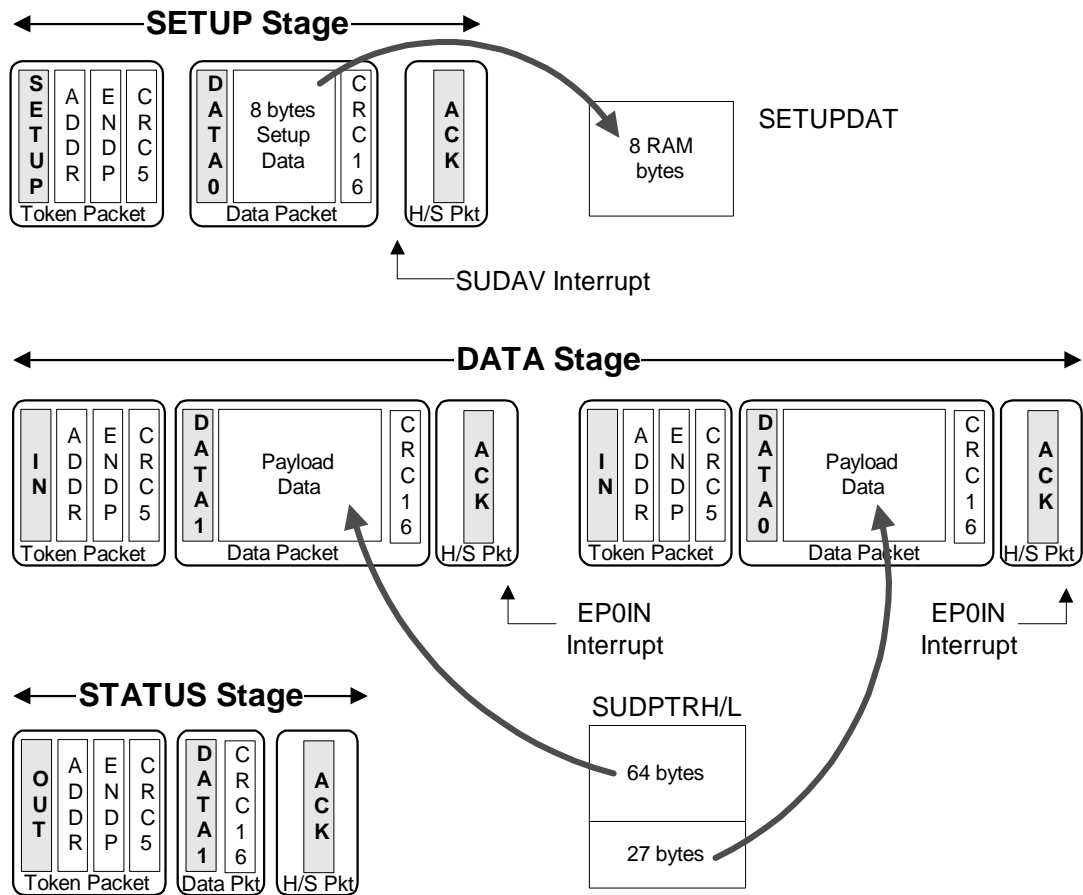 SETUP Stage
SETUP
ADDR
ENDP
CRC5
Token Packet
DATA0
8 bytes
Setup
Data
CRC16
Data Packet
ACK
H/S Pkt
8 RAM
bytes
SETUPDAT
SUDAV Interrupt
DATA Stage
IN
ADDR
ENDP
CRC5
Token Packet
DATA1
Payload
Data
CRC16
Data Packet
ACK
H/S Pkt
IN
ADDR
ENDP
CRC5
Token Packet
DATA0
Payload
Data
CRC16
Data Packet
ACK
H/S Pkt
EP0IN
Interrupt
EP0IN
Interrupt
STATUS Stage
OUT
ADDR
ENDP
CRC5
Token Packet
DATA1
CRC16
Data Pkt
ACK
H/S Pkt
SUDPTRH/L
64 bytes
27 bytes